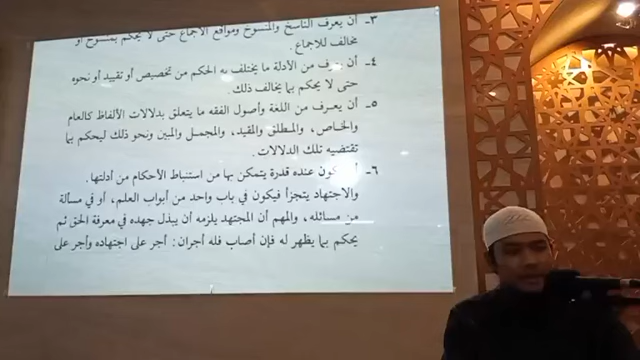 ٣ـ أن يعرف الناسخ والمنسوخ ومواقع الإجماع حتى لا يحكم بمنسوخ أو
مخالف للإجماع.
٤ـ أن يعرف من الأدلة ما يختلف به الحكم من تخصيص أو تقييد أو نحوه
حتى لا يحكم بما يخالف ذلك.
٥ـ أن يعرف من اللغة وأصول الفقه ما يتعلق بدلالات الألفاظ كالعام
والخاص، والمطلق والمقيد، والمجمل والمبين ونحو ذلك ليحكم بما
تقتضيه تلك الدلالات.
٦ـ أن يكون عنده قدرة يتمكن بها من استنباط الأحكام من أدلتها.
والاجتهاد يتجزأ فيكون في باب واحد من أبواب العلم، أو في مسألة
من مسائله، والمهم أن المجتهد يلزمه أن يبذل جهده في معرفة الحق ثم
يحكم بما يظهر له فإن أصاب فله أجران: أجر على اجتهاده وأجر على